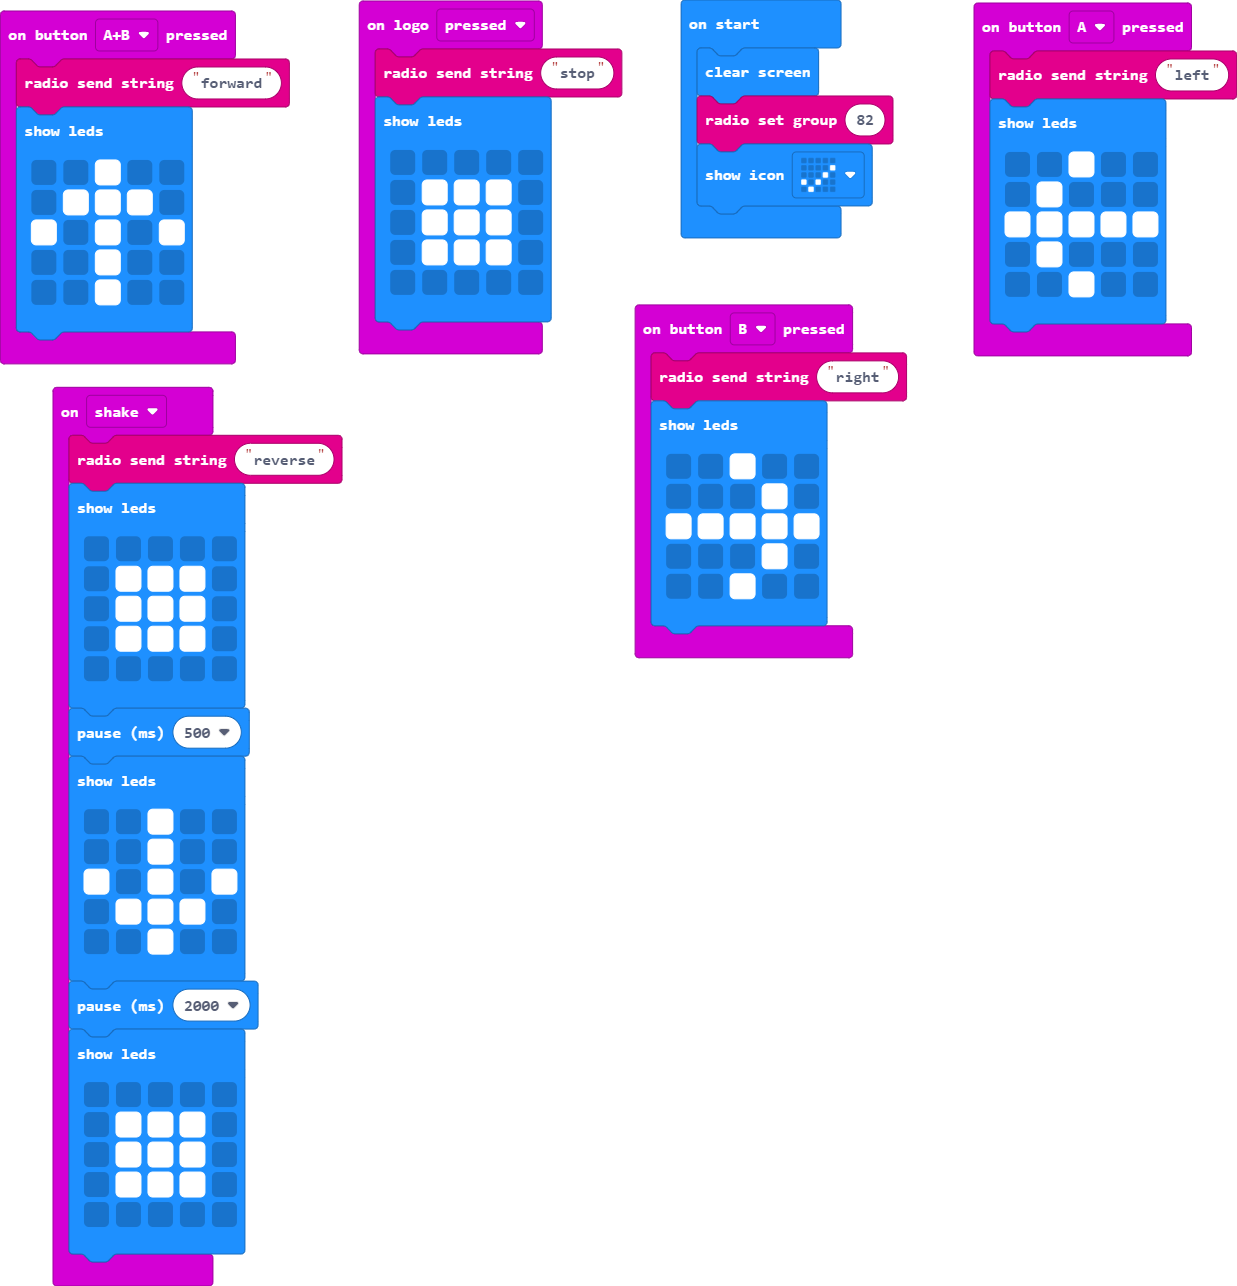 on button A+B pressed
radio send string "forward"
show leds
on logo pressed
radio send string "stop"
show leds
on start
clear screen
radio set group 82
show icon
on button A pressed
radio send string "left"
show leds
on button B pressed
radio send string "right"
show leds
on shake
radio send string "reverse"
show leds
pause (ms) 500
show leds
pause (ms) 2000
show leds